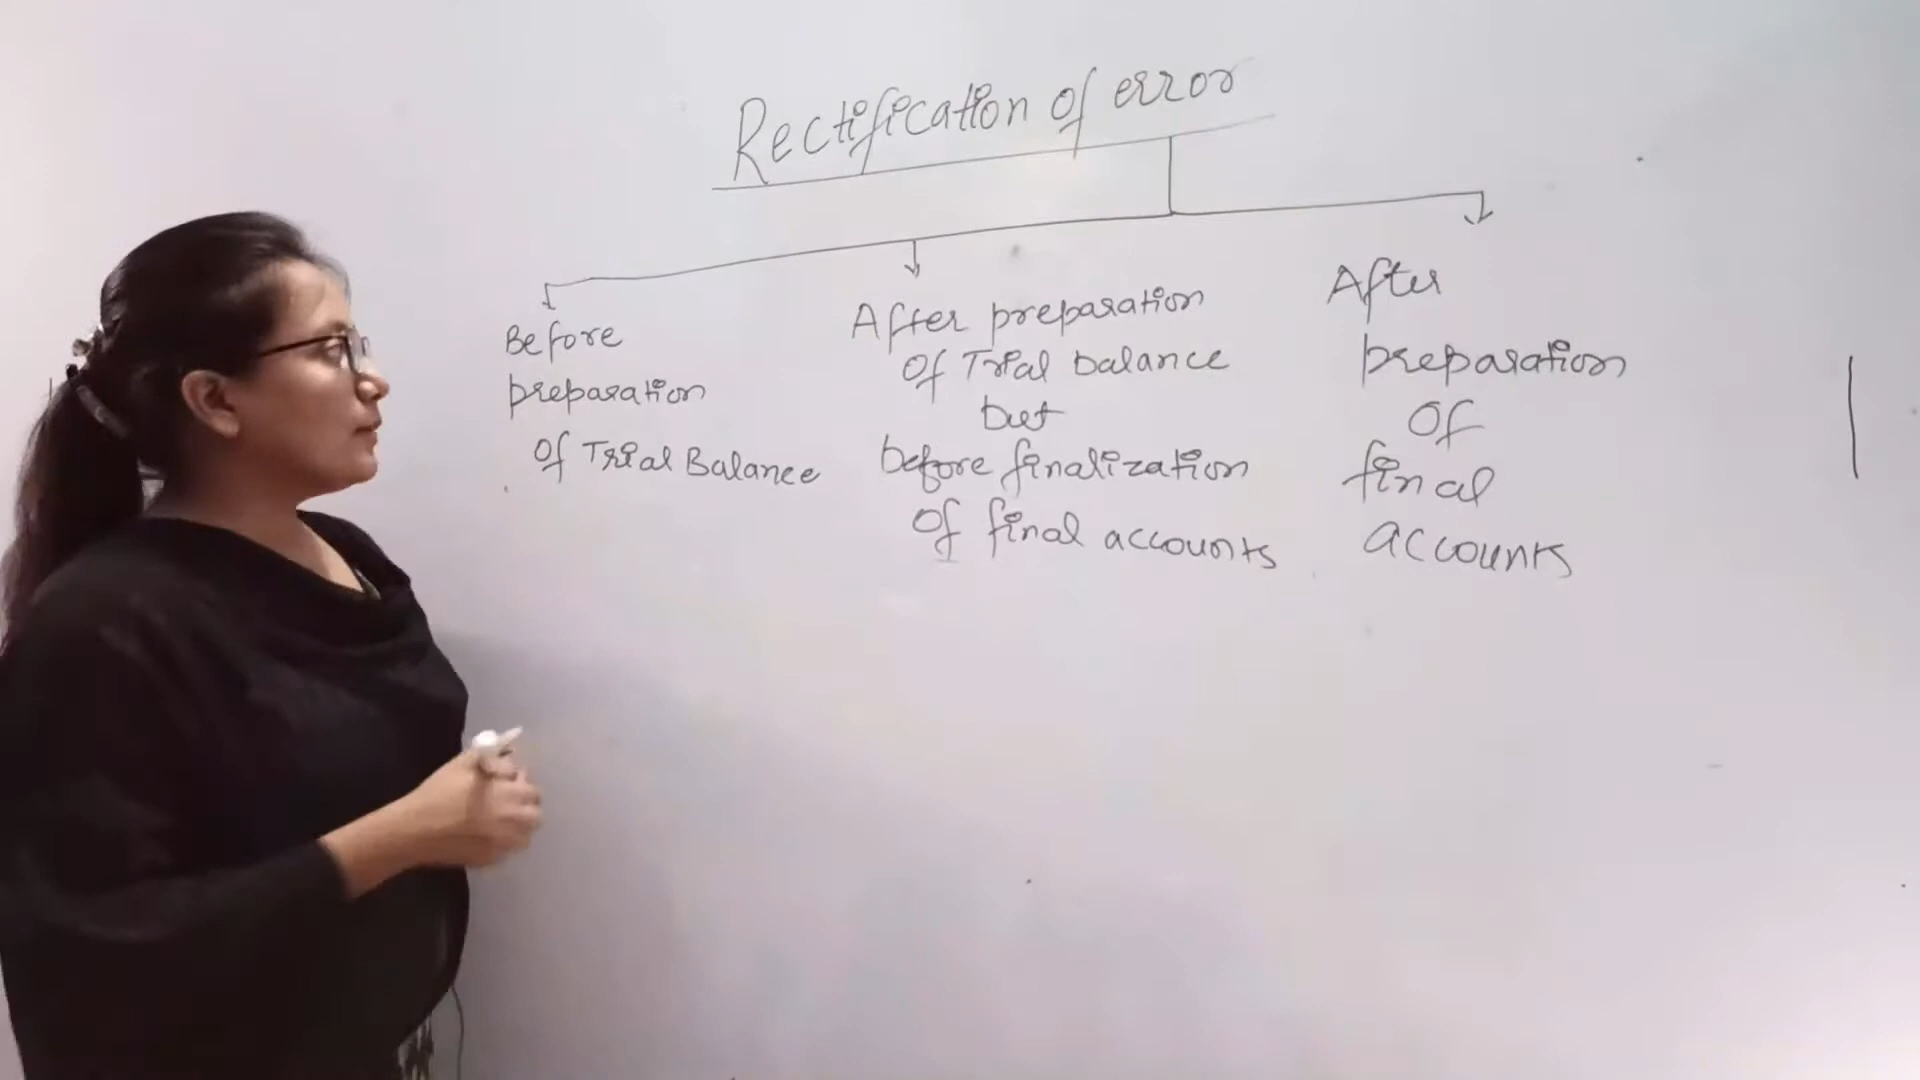 Rectification of error
Before
preparation
of Trial Balance
After preparation
of Trial balance
but
before finalization
of final accounts
After
preparation
of
final
accounts